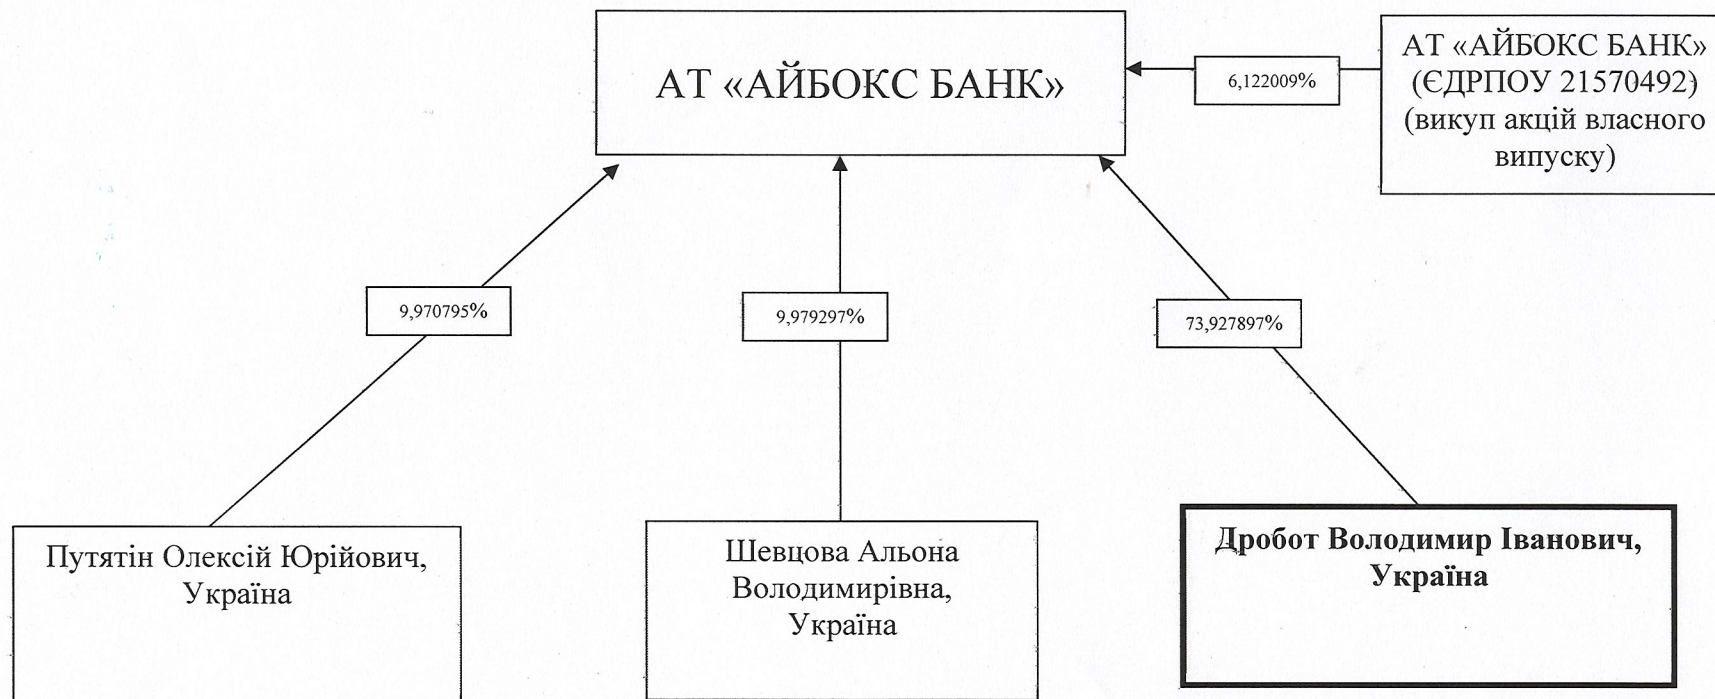 АТ «АЙБОКС БАНК»
6,122009%
АТ «АЙБОКС БАНК»
(ЄДРПОУ 21570492)
(викуп акцій власного
випуску)
9,970795%
9,979297%
73,927897%
Путятін Олексій Юрійович,
Україна
Шевцова Альона
Володимирівна,
Україна
Дробот Володимир Іванович,
Україна